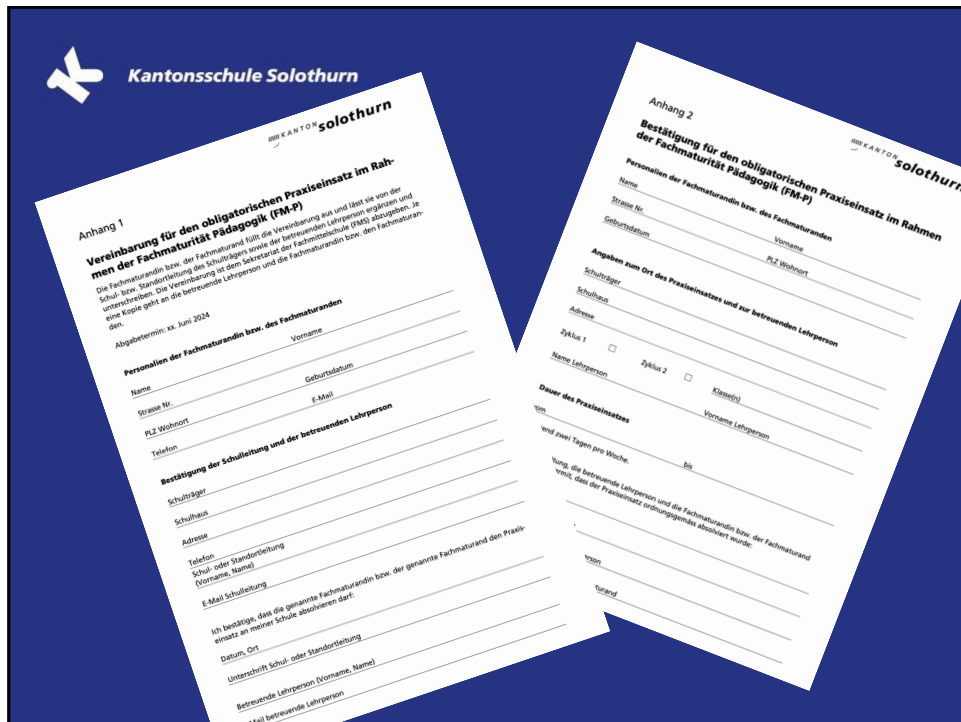 Kantonsschule Solothurn
KANTON solothurn
Anhang 1
Vereinbarung für den obligatorischen Praxiseinsatz im Rah-
men der Fachmaturität Pädagogik (FM-P)
Die Fachmaturandin bzw. der Fachmaturand füllt die Vereinbarung aus und lässt sie von der
Schul- bzw. Standortleitung des Schulträgers sowie der betreuenden Lehrperson ergänzen und
unterschreiben. Die Vereinbarung ist dem Sekretariat der Fachmittelschule (FMS) abzugeben. Je
eine Kopie geht an die betreuende Lehrperson und die Fachmaturandin bzw. den Fachmaturan-
den.
Abgabetermin: xx. Juni 2024
Personalien der Fachmaturandin bzw. des Fachmaturanden
Name Vorname
Strasse Nr. Geburtsdatum
PLZ Wohnort E-Mail
Telefon
Bestätigung der Schulleitung und der betreuenden Lehrperson
Schulträger
Schulhaus
Adresse
Telefon
Schul- oder Standortleitung
(Vorname, Name)
E-Mail Schulleitung
Ich bestätige, dass die genannte Fachmaturandin bzw. der genannte Fachmaturand den Praxis-
einsatz an meiner Schule absolvieren darf:
Datum, Ort
Unterschrift Schul- oder Standortleitung
Betreuende Lehrperson (Vorname, Name)
Mail betreuende Lehrperson
KANTON solothurn
Anhang 2
Bestätigung für den obligatorischen Praxiseinsatz im Rahmen
der Fachmaturität Pädagogik (FM-P)
Personalien der Fachmaturandin bzw. des Fachmaturanden
Name Vorname
Strasse Nr. PLZ Wohnort
Geburtsdatum
Angaben zum Ort des Praxiseinsatzes und zur betreuenden Lehrperson
Schulträger
Schulhaus
Adresse
Zyklus 1 Zyklus 2 Klasse(n)
Name Lehrperson Vorname Lehrperson
Dauer des Praxiseinsatzes
bis
end zwei Tagen pro Woche.
tung, die betreuende Lehrperson und die Fachmaturandin bzw. der Fachmaturand
ermit, dass der Praxiseinsatz ordnungsgemäss absolviert wurde:
erson
turand